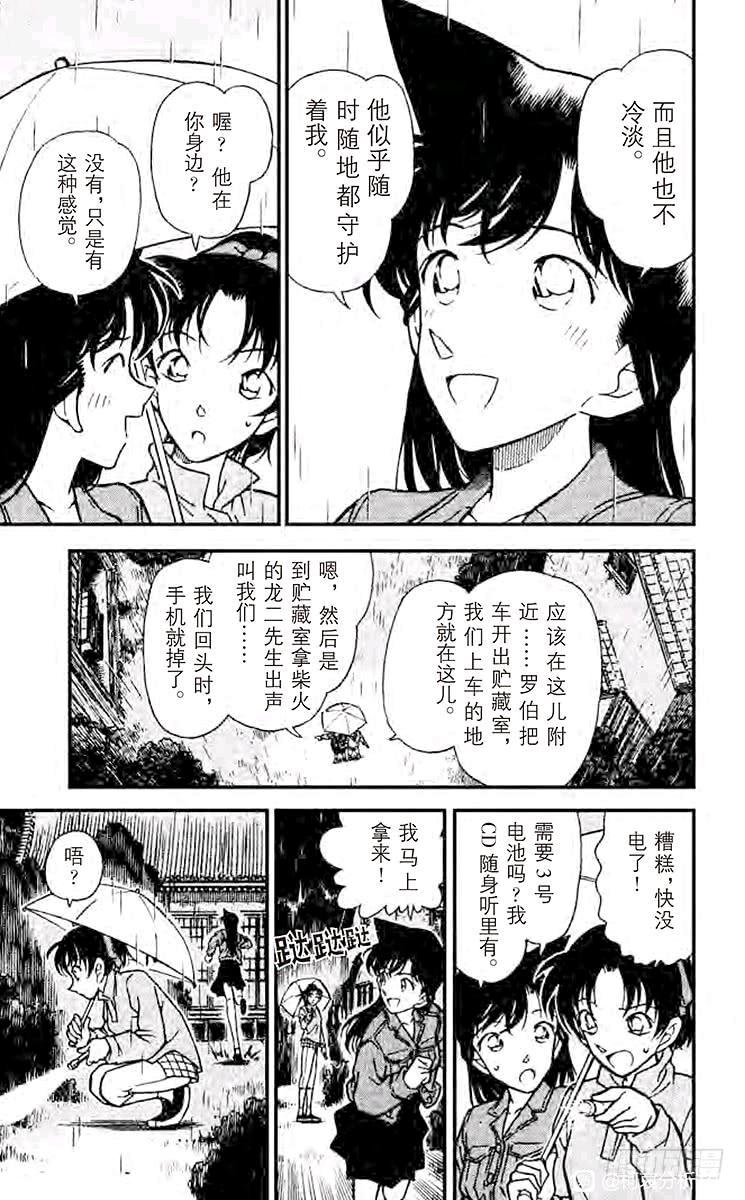 而且他也不
冷淡。
他似乎随
时随地都守护
着我。
喔？他在
你身边？
没有，只是有
这种感觉。
应该在这儿附
近……罗伯把
车开出贮藏室，
我们上车的地
方就在这儿。
嗯，然后是
到贮藏室拿柴火
的龙二先生出声
叫我们……
我们回头时，
手机就掉了。
糟糕，快没
电了！
需要3号
电池吗？我
CD随身听里有。
我马上
拿来！
跶跶跶
唔？